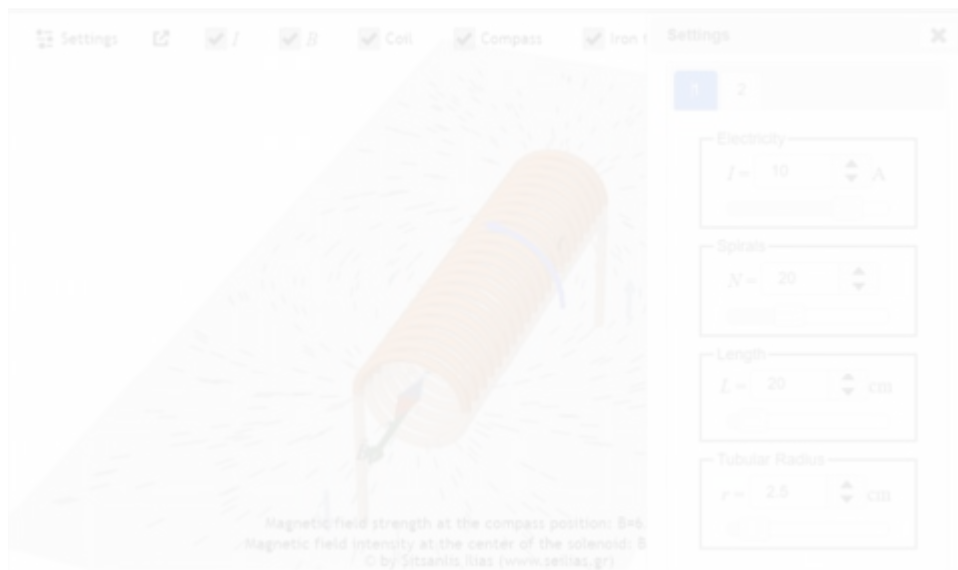 Settings I B Coil Compass Iron
Settings
1 2
Electricity
I= 10 A
Spirals
N= 20
Length
L= 20 cm
Tubular Radius
r= 2.5 cm
Magnetic field strength at the compass position: B=6.
Magnetic field intensity at the center of the solenoid: B
© by Sitsanlis Ilias (www.seilias.gr)